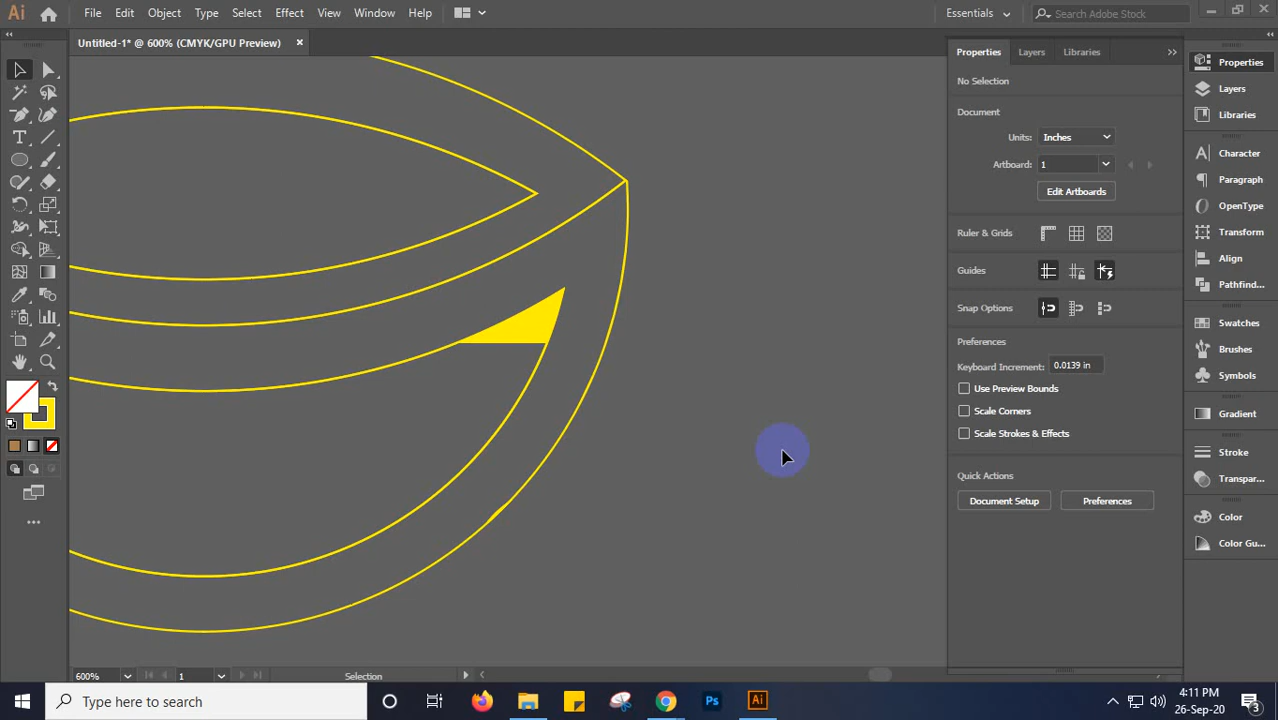 Ai File Edit Object Type Select Effect View Window Help Essentials Search Adobe Stock
Untitled-1* @ 600% (CMYK/GPU Preview) ×
Properties Layers Libraries
No Selection
Document
Units: Inches
Artboard: 1
Edit Artboards
Ruler & Grids
Guides
Snap Options
Preferences
Keyboard Increment: 0.0139 in
Use Preview Bounds
Scale Corners
Scale Strokes & Effects
Quick Actions
Document Setup Preferences
Properties
Layers
Libraries
Character
Paragraph
OpenType
Transform
Align
Pathfind...
Swatches
Brushes
Symbols
Gradient
Stroke
Transpar...
Color
Color Gu...
600% 1 Selection
Type here to search
Ps Ai
4:11 PM
26-Sep-20
3